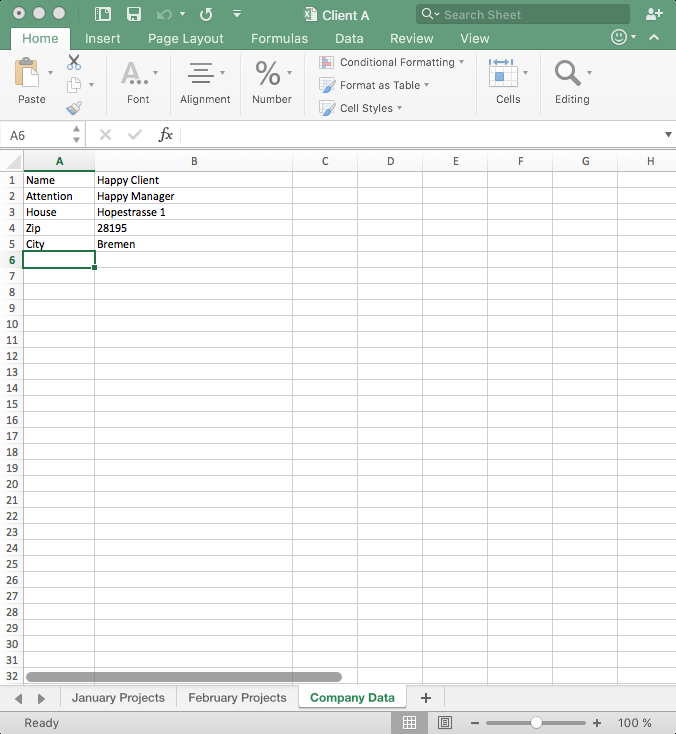 Client A
Search Sheet
Home Insert Page Layout Formulas Data Review View
Paste Font Alignment Number Conditional Formatting Format as Table Cell Styles Cells Editing
A6 fx
A B C D E F G H
1 Name Happy Client
2 Attention Happy Manager
3 House Hopestrasse 1
4 Zip 28195
5 City Bremen
6
7
8
9
10
11
12
13
14
15
16
17
18
19
20
21
22
23
24
25
26
27
28
29
30
31
32
January Projects February Projects Company Data +
Ready 100 %